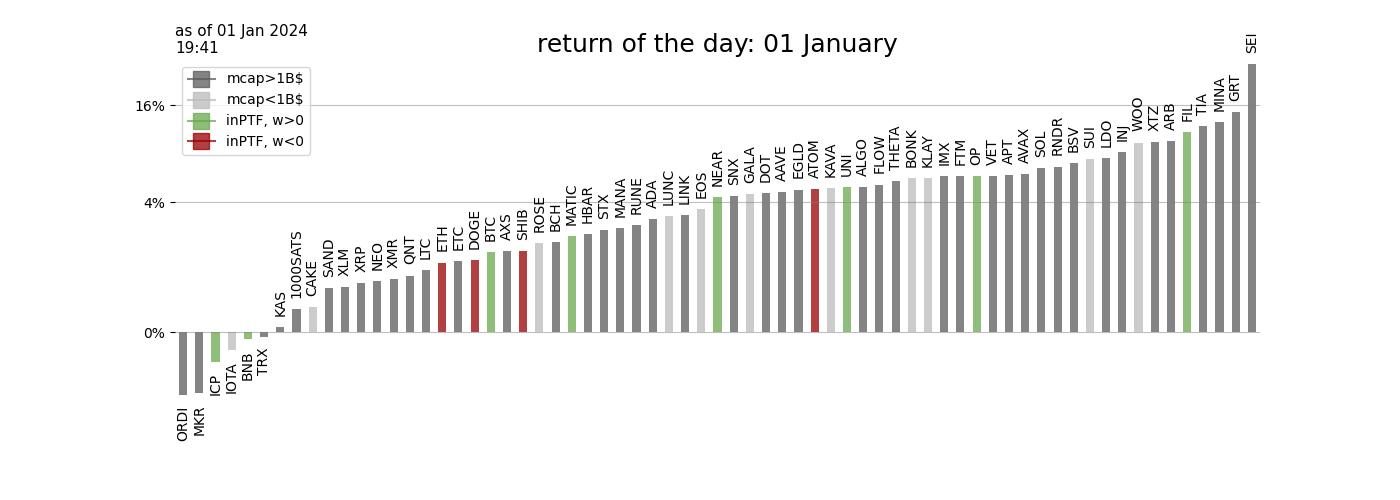 as of 01 Jan 2024
19:41
return of the day: 01 January
mcap>1B$
mcap<1B$
inPTF, w>0
inPTF, w<0
16%
4%
0%
ORDI
MKR
ICP
IOTA
BNB
TRX
KAS
1000SATS
CAKE
SAND
XLM
XRP
NEO
XMR
QNT
LTC
ETH
ETC
DOGE
BTC
AXS
SHIB
ROSE
BCH
MATIC
HBAR
STX
MANA
RUNE
ADA
LUNC
LINK
EOS
NEAR
SNX
GALA
DOT
AAVE
EGLD
ATOM
KAVA
UNI
ALGO
FLOW
THETA
BONK
KLAY
IMX
FTM
OP
VET
APT
AVAX
SOL
RNDR
BSV
SUI
LDO
INJ
WOO
XTZ
ARB
FIL
TIA
MINA
GRT
SEI